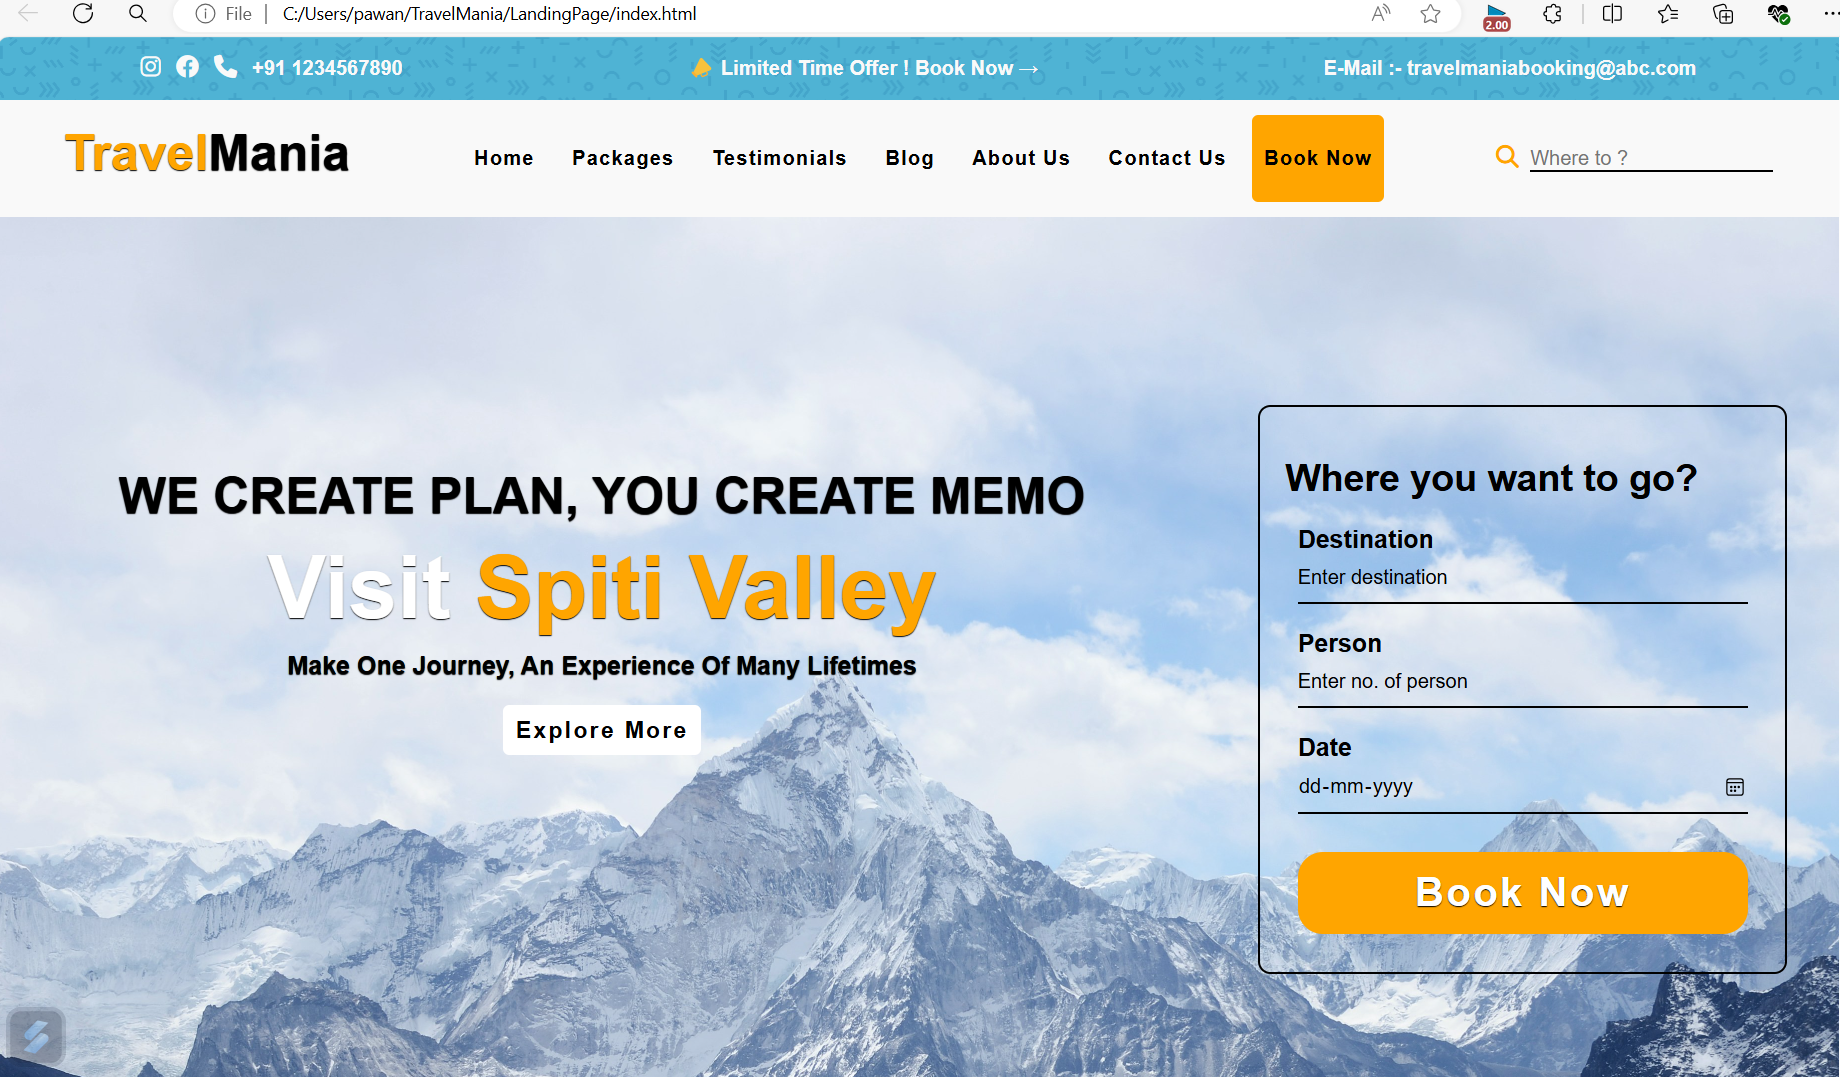 File | C:/Users/pawan/TravelMania/LandingPage/index.html
2.00
+91 1234567890 Limited Time Offer ! Book Now → E-Mail :- travelmaniabooking@abc.com
TravelMania Home Packages Testimonials Blog About Us Contact Us Book Now Where to ?
WE CREATE PLAN, YOU CREATE MEMO
Visit Spiti Valley
Make One Journey, An Experience Of Many Lifetimes
Explore More
Where you want to go?
Destination
Enter destination
Person
Enter no. of person
Date
dd-mm-yyyy
Book Now